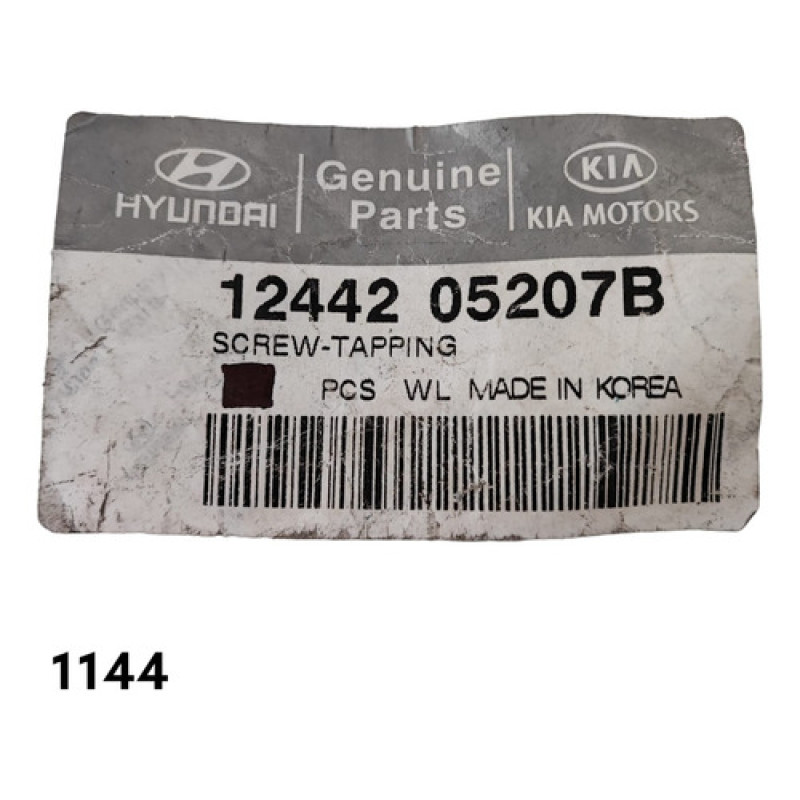 HYUNDAI
Genuine
Parts
KIA
KIA MOTORS
12442 05207B
SCREW-TAPPING
PCS WL MADE IN KOREA
1144